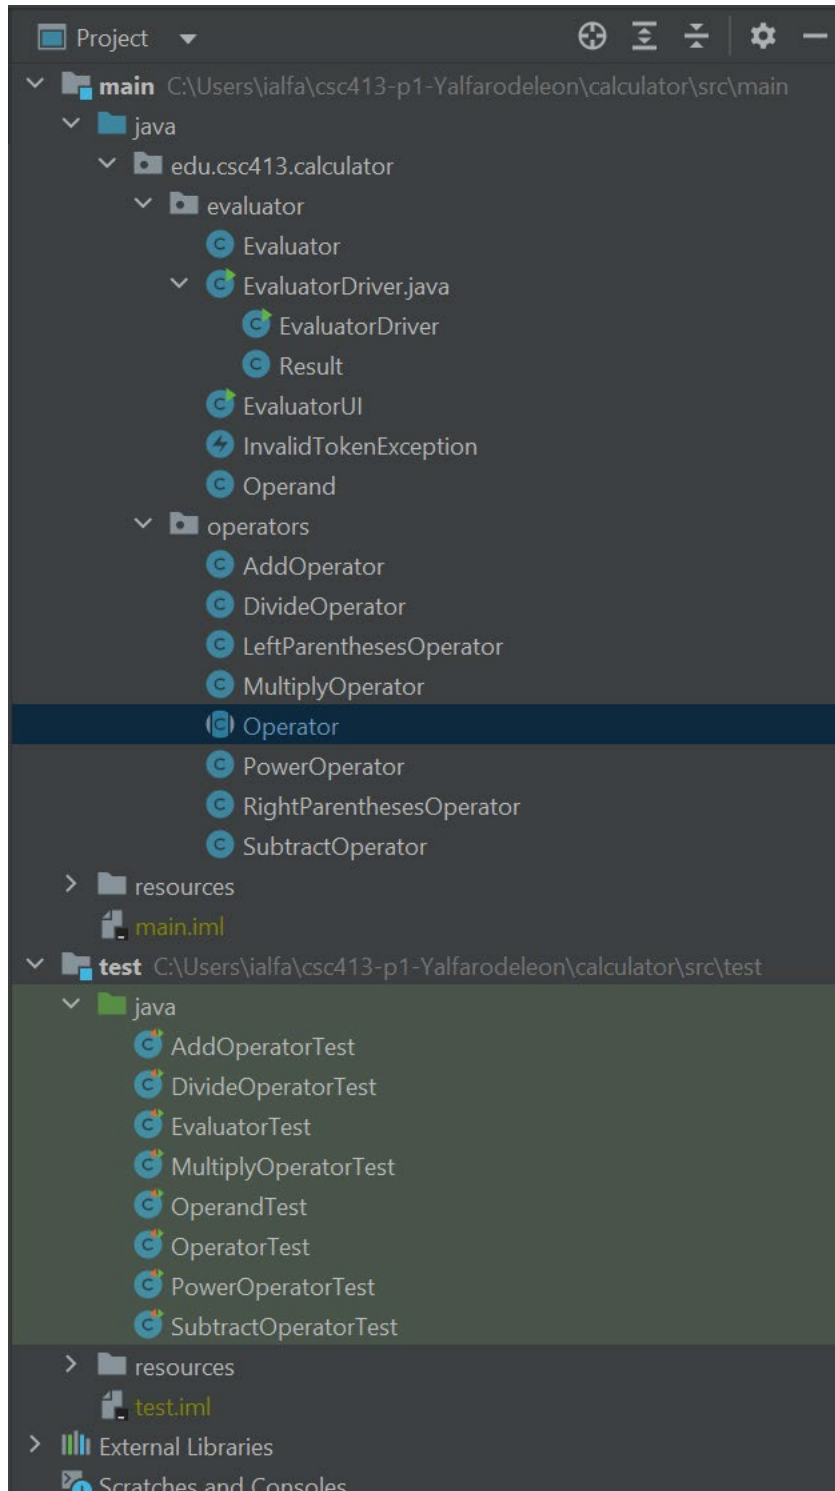 Project
main C:\Users\ialfa\csc413-p1-Yalfarodeleon\calculator\src\main
java
edu.csc413.calculator
evaluator
Evaluator
EvaluatorDriver.java
EvaluatorDriver
Result
EvaluatorUI
InvalidTokenException
Operand
operators
AddOperator
DivideOperator
LeftParenthesesOperator
MultiplyOperator
Operator
PowerOperator
RightParenthesesOperator
SubtractOperator
resources
main.iml
test C:\Users\ialfa\csc413-p1-Yalfarodeleon\calculator\src\test
java
AddOperatorTest
DivideOperatorTest
EvaluatorTest
MultiplyOperatorTest
OperandTest
OperatorTest
PowerOperatorTest
SubtractOperatorTest
resources
test.iml
External Libraries
Scratches and Consoles